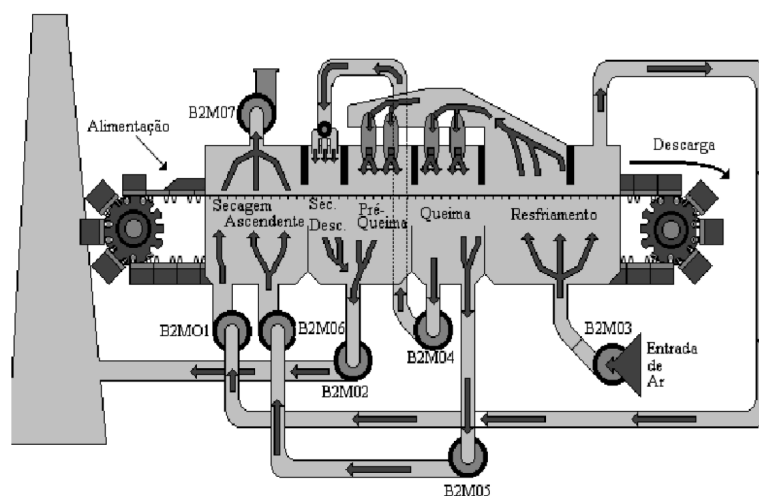 B2M07
Alimentação
Descarga
Secagem
Ascendente
Sec.
Desc.
Pré-
Queima
Queima
Resfriamento
B2MO1
B2M06
B2M02
B2M04
B2M03
Entrada
de
Ar
B2M05